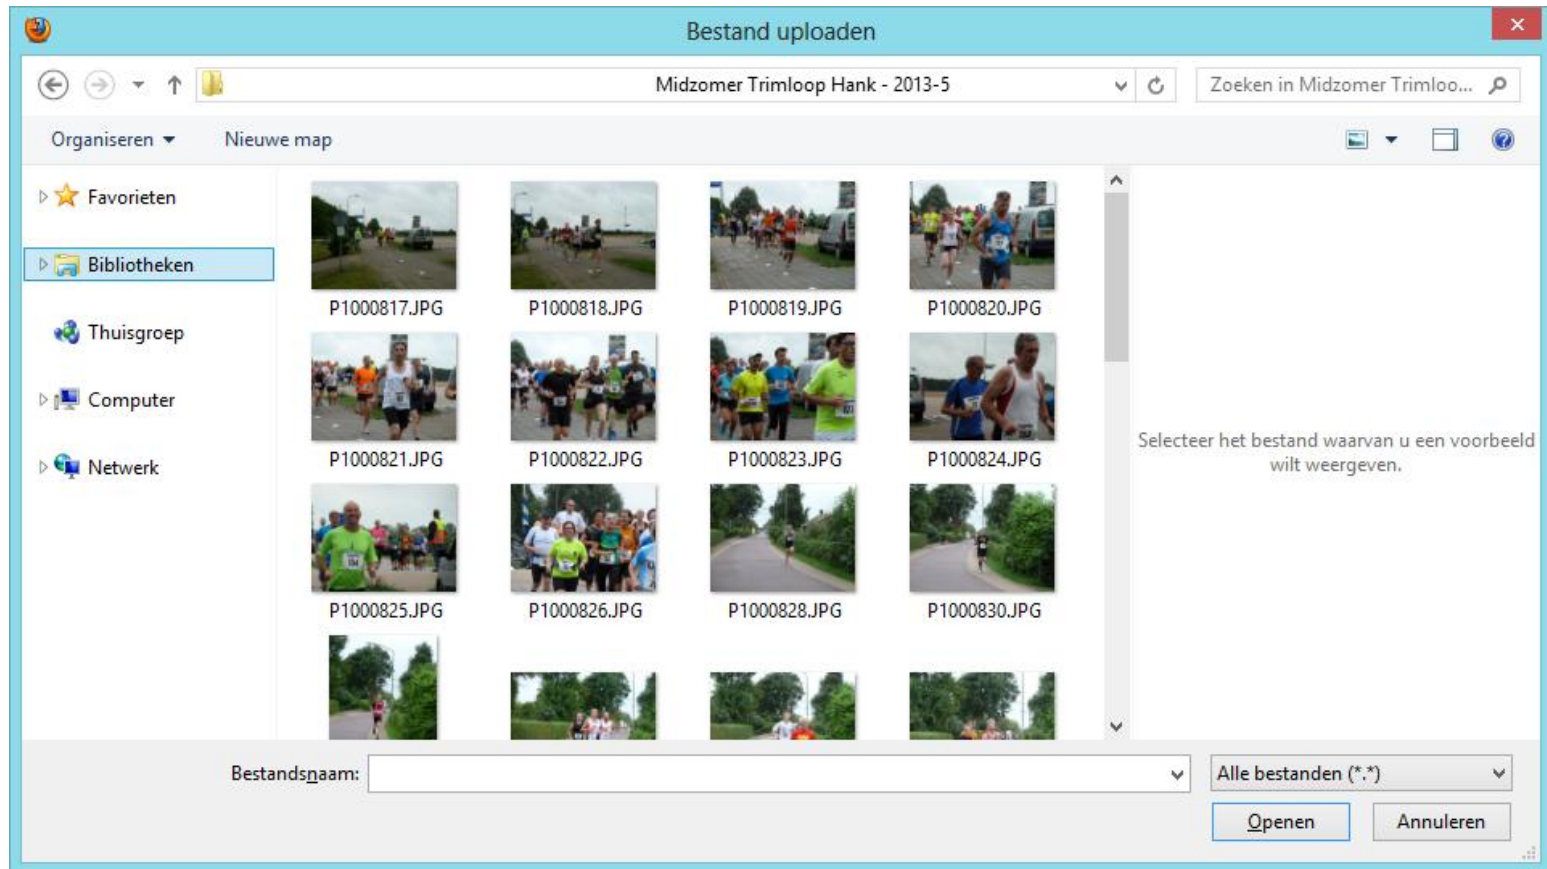 Bestand uploaden
Midzomer Trimloop Hank - 2013-5
Zoeken in Midzomer Trimloo...
Organiseren
Nieuwe map
Favorieten
Bibliotheken
Thuisgroep
Computer
Netwerk
P1000817.JPG
P1000818.JPG
P1000819.JPG
P1000820.JPG
P1000821.JPG
P1000822.JPG
P1000823.JPG
P1000824.JPG
P1000825.JPG
P1000826.JPG
P1000828.JPG
P1000830.JPG
Selecteer het bestand waarvan u een voorbeeld
wilt weergeven.
Bestandsnaam:
Alle bestanden (*.*)
Openen
Annuleren